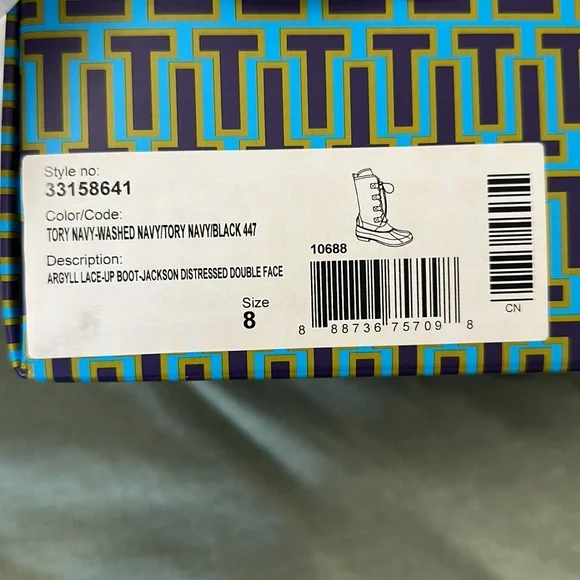 Style no:
33158641
Color/Code:
TORY NAVY-WASHED NAVY/TORY NAVY/BLACK 447
Description:
ARGYLL LACE-UP BOOT-JACKSON DISTRESSED DOUBLE FACE
Size
8
10688
8 88736 75709 8
CN